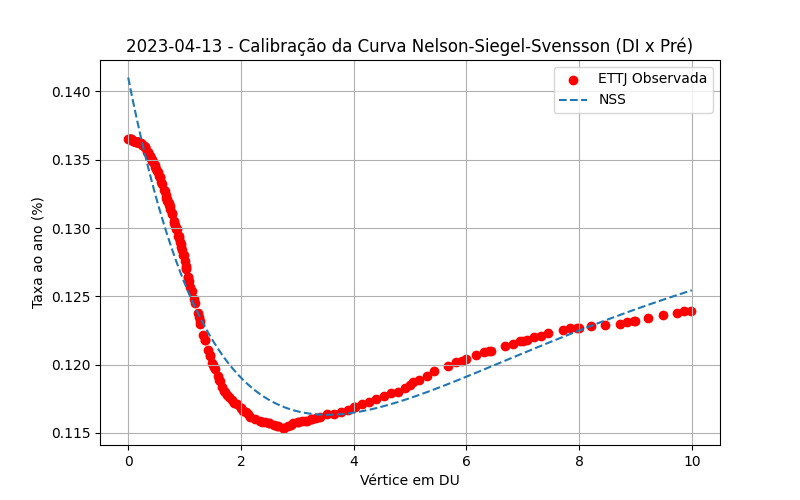 2023-04-13 - Calibração da Curva Nelson-Siegel-Svensson (DI x Pré)
ETTJ Observada
NSS
Taxa ao ano (%)
0.140
0.135
0.130
0.125
0.120
0.115
0 2 4 6 8 10
Vértice em DU